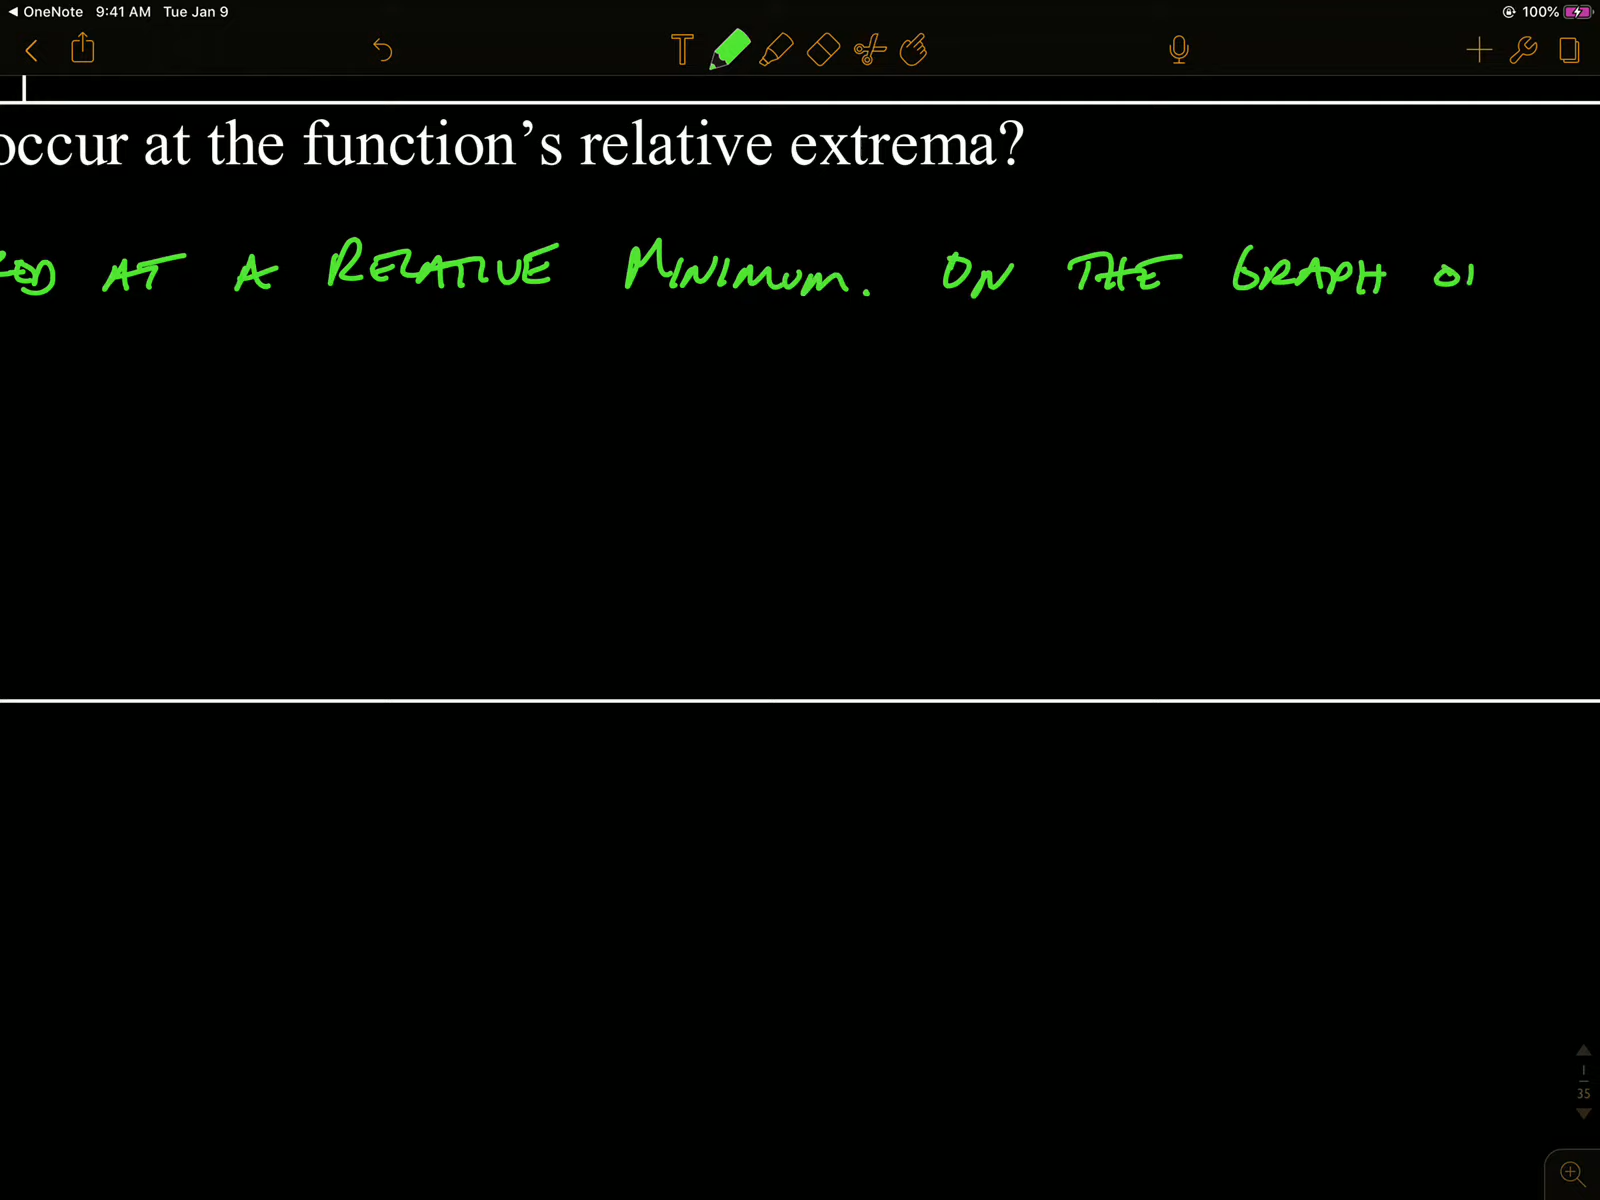 OneNote 9:41 AM Tue Jan 9 100%
T
occur at the function’s relative extrema?
AT A RELATIVE MINIMUM. ON THE GRAPH
1
35